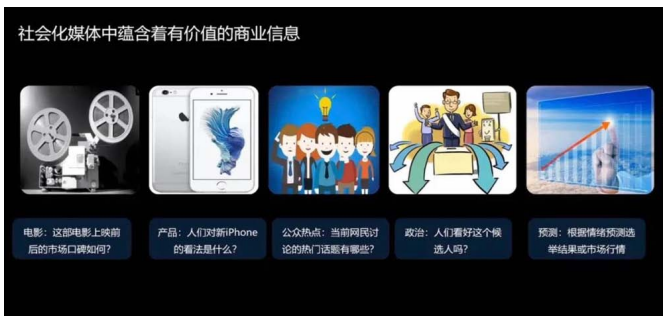 社会化媒体中蕴含着有价值的商业信息
电影：这部电影上映前
后的市场口碑如何？
产品：人们对新iPhone
的看法是什么？
公众热点：当前网民讨
论的热门话题有哪些？
政治：人们看好这个候
选人吗？
预测：根据情绪预测选
举结果或市场行情